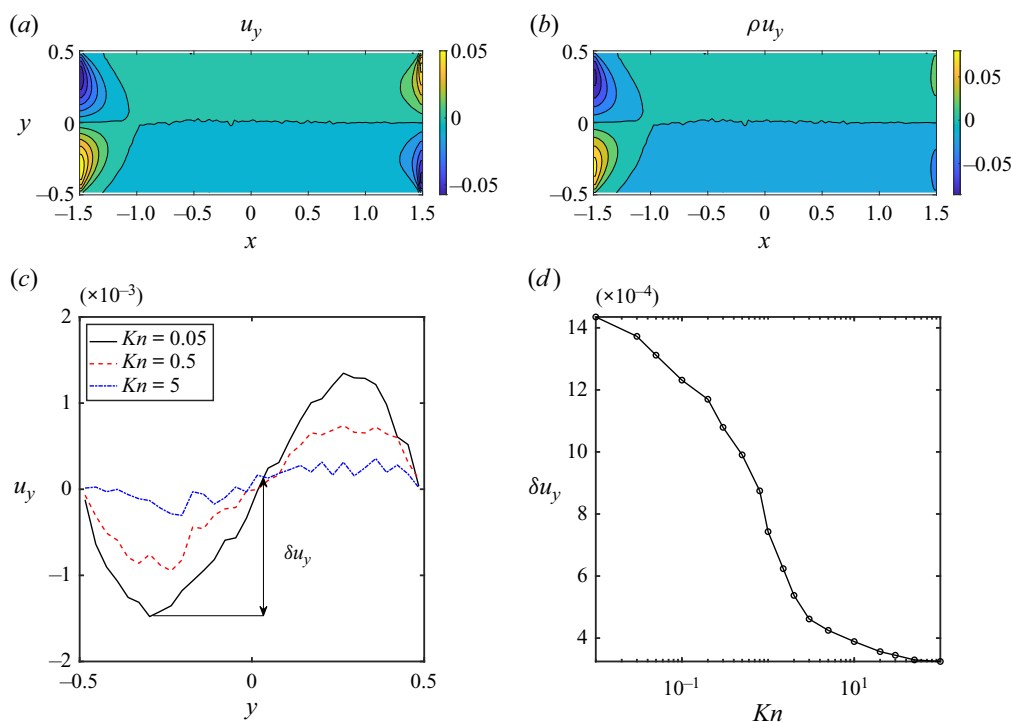 (a) u_y
(b) ρu_y
0.5 0.05
0.5 0.05
y 0 0
0 0
−0.5 −0.05
−0.5 −0.05
−1.5 −1.0 −0.5 0 0.5 1.0 1.5
−1.5 −1.0 −0.5 0 0.5 1.0 1.5
x
x
(c) (×10⁻³)
2
Kn = 0.05
Kn = 0.5
Kn = 5
1
u_y 0
δu_y
−1
−2
−0.5 0 0.5
y
(d) (×10⁻⁴)
14
12
10
δu_y
8
6
4
10⁻¹ 10¹
Kn